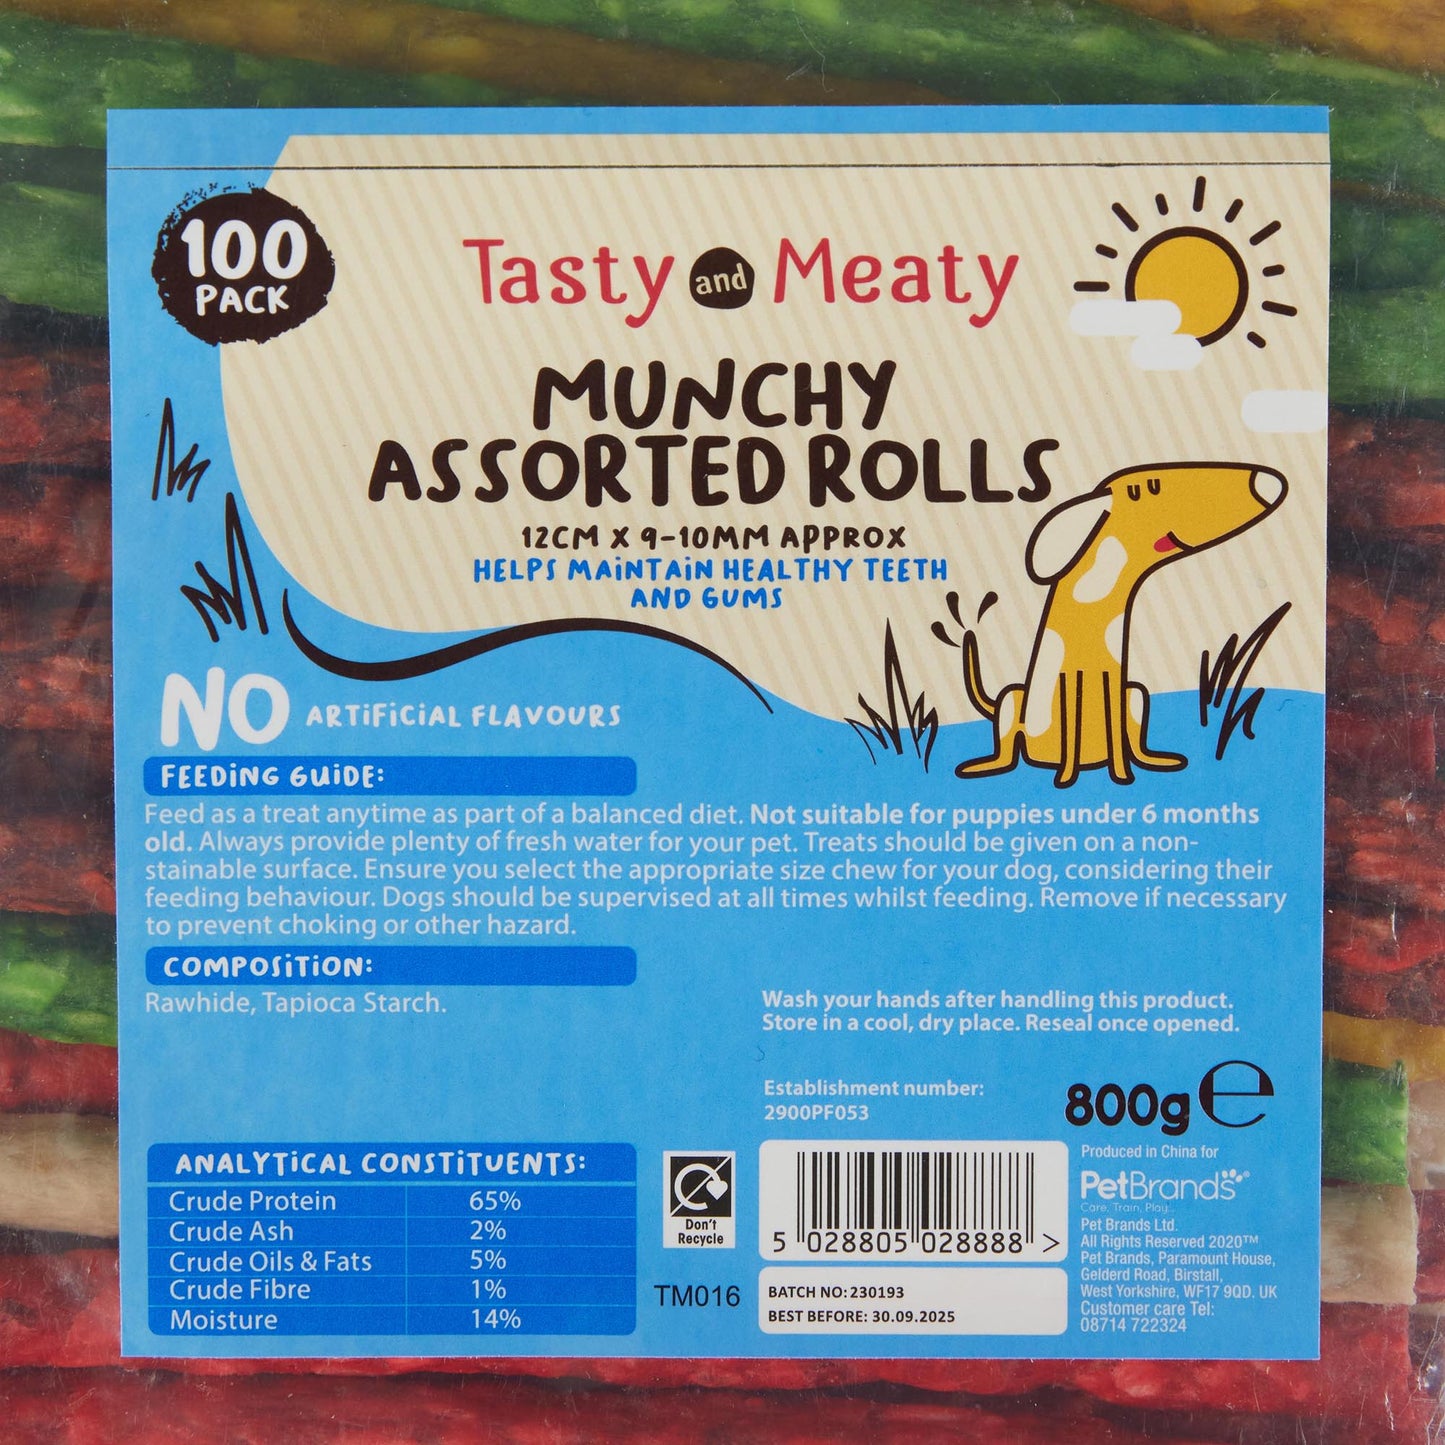 100
PACK
Tasty and Meaty
MUNCHY
ASSORTED ROLLS
12CM X 9-10MM APPROX
HELPS MAINTAIN HEALTHY TEETH
AND GUMS
NO ARTIFICIAL FLAVOURS
FEEDING GUIDE:
Feed as a treat anytime as part of a balanced diet. Not suitable for puppies under 6 months
old. Always provide plenty of fresh water for your pet. Treats should be given on a non-
stainable surface. Ensure you select the appropriate size chew for your dog, considering their
feeding behaviour. Dogs should be supervised at all times whilst feeding. Remove if necessary
to prevent choking or other hazard.
COMPOSITION:
Rawhide, Tapioca Starch.
Wash your hands after handling this product.
Store in a cool, dry place. Reseal once opened.
Establishment number:
2900PF053
800g e
ANALYTICAL CONSTITUENTS:
Crude Protein 65%
Crude Ash 2%
Crude Oils & Fats 5%
Crude Fibre 1%
Moisture 14%
Don't
Recycle
TM016
5 028805 028888 >
BATCH NO: 230193
BEST BEFORE: 30.09.2025
Produced in China for
PetBrands®
Care. Train. Play...
Pet Brands Ltd.
All Rights Reserved 2020™
Pet Brands, Paramount House,
Gelderd Road, Birstall,
West Yorkshire, WF17 9QD. UK
Customer care Tel:
08714 722324